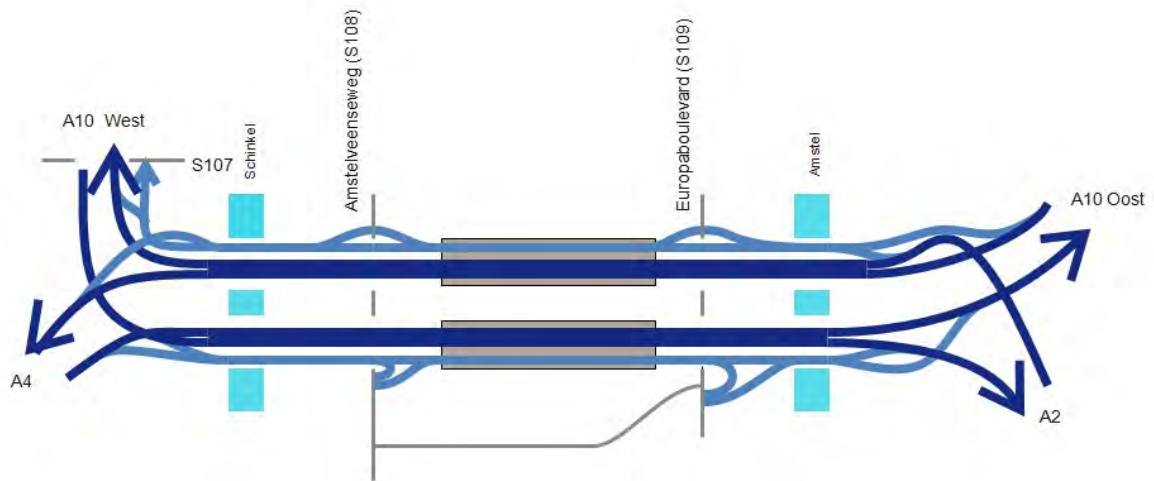 A10 West
S107
Schinkel
Amstelveenseweg (S108)
Europaboulevard (S109)
Amstel
A10 Oost
A4
A2